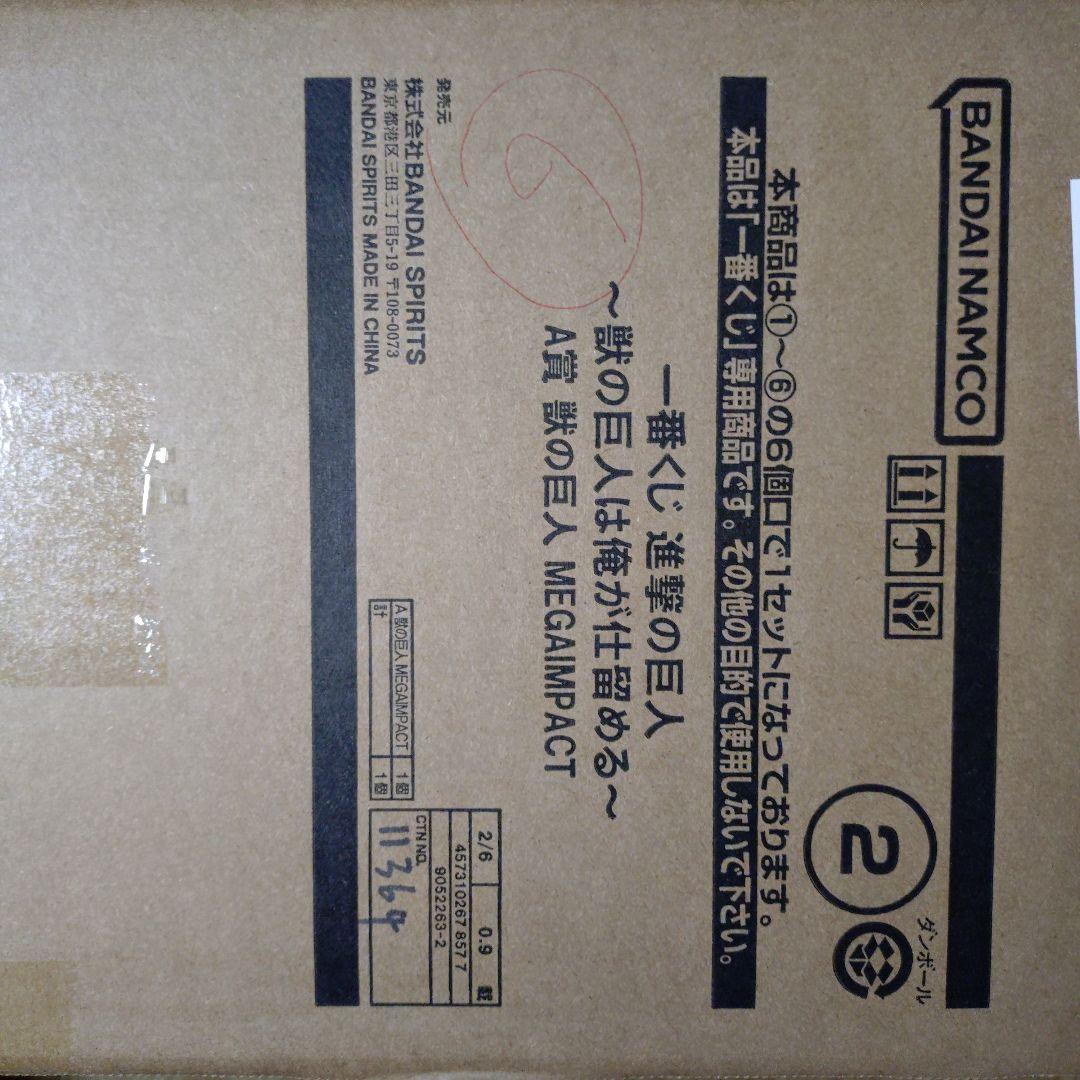 BANDAI NAMCO
②
ダンボール
本商品は①～⑥の6個口で1セットになっております。
本品は「一番くじ」専用商品です。その他の目的で使用しないで下さい。
一番くじ 進撃の巨人
～獣の巨人は俺が仕留める～
A賞 獣の巨人 MEGAIMPACT
6
発売元
株式会社BANDAI SPIRITS
東京都港区三田三丁目5-19 〒108-0073
BANDAI SPIRITS MADE IN CHINA
A 獣の巨人 MEGAIMPACT 1個
計 1個
2/6 0.9
457310267 857 7
9052263-2
CTN NO.